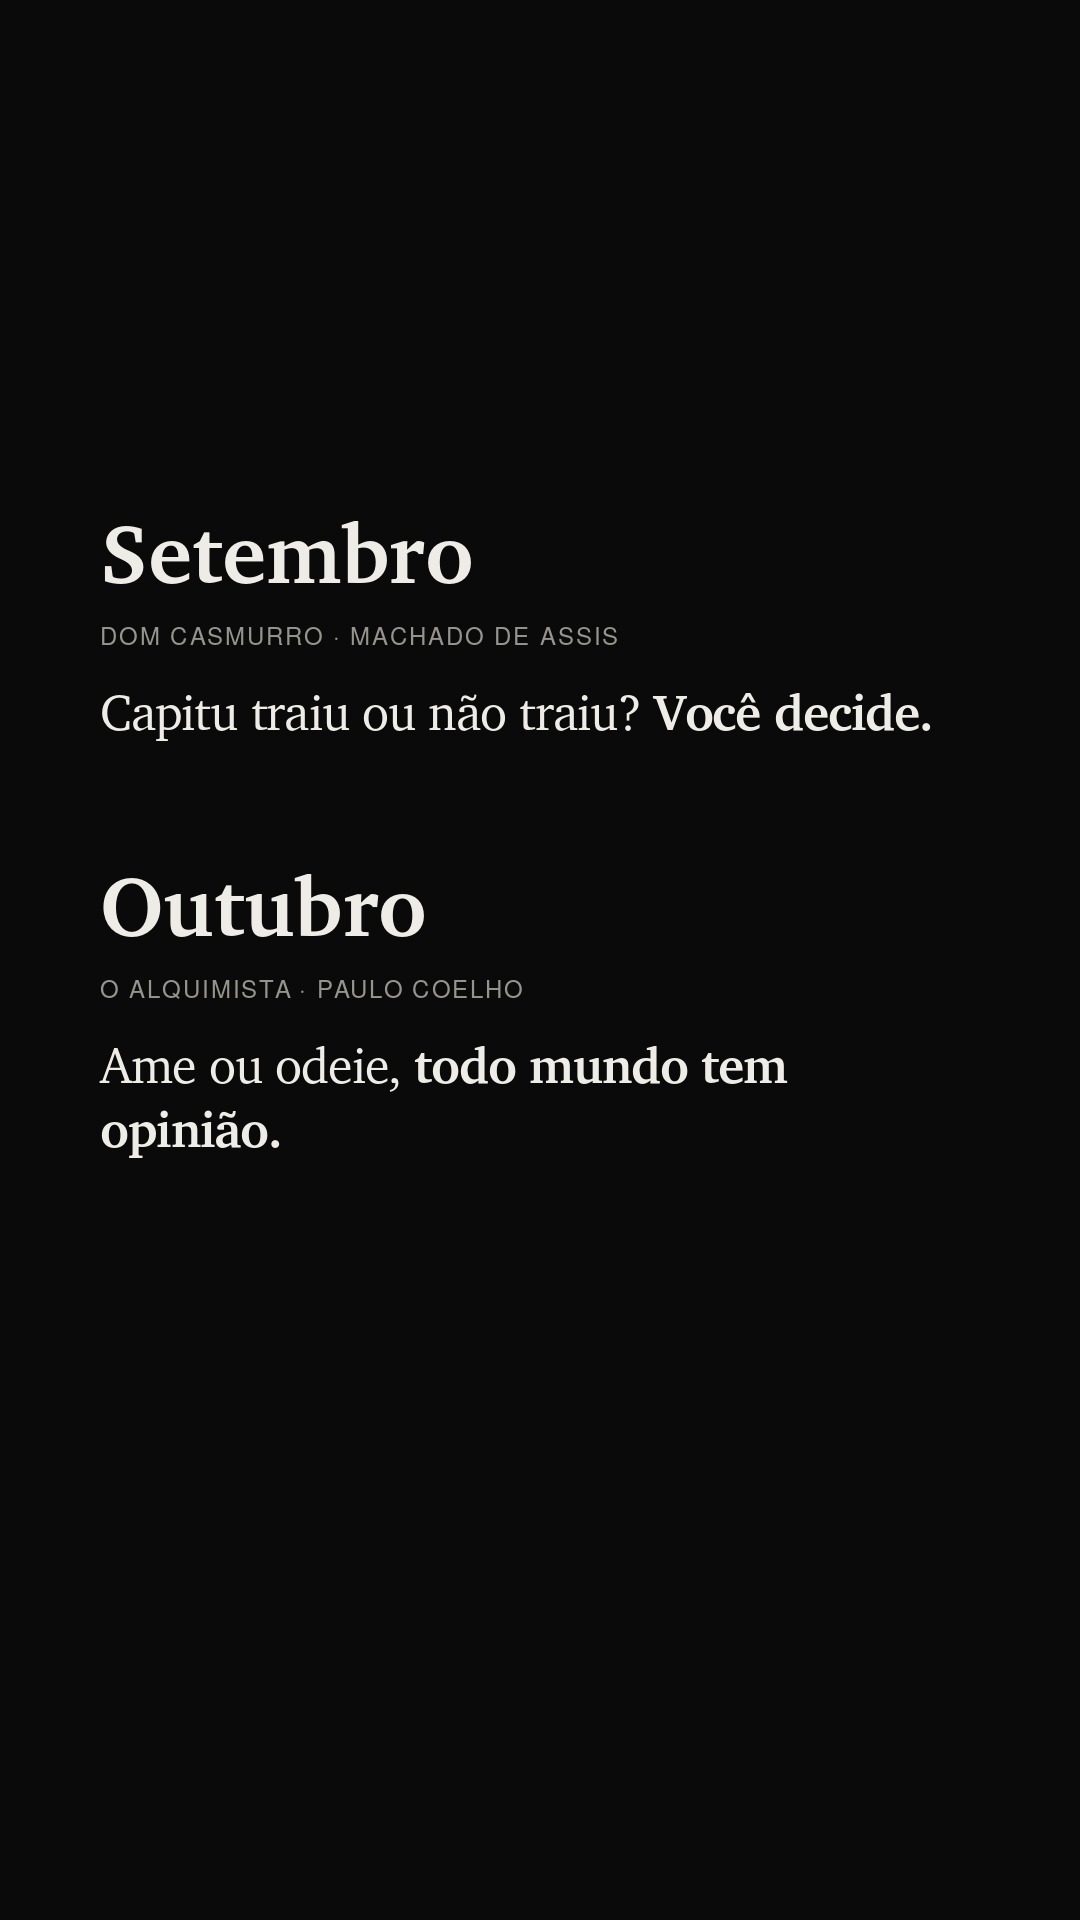 Setembro
DOM CASMURRO · MACHADO DE ASSIS
Capitu traiu ou não traiu? Você decide.
Outubro
O ALQUIMISTA · PAULO COELHO
Ame ou odeie, todo mundo tem
opinião.